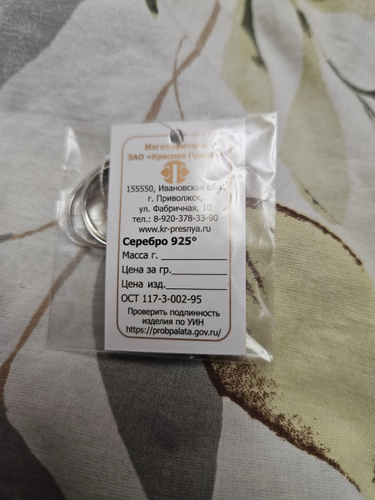 Изготовитель
ЗАО «Красная
155550, Ивановская обл.,
г. Приволжск,
ул. Фабричная, 10
тел.: 8-920-378-33-90
www.kr-presnya.ru
Серебро 925°
Масса г.
Цена за гр.
Цена изд.
ОСТ 117-3-002-95
Проверить подлинность
изделия по УИН
https://probpalata.gov.ru/